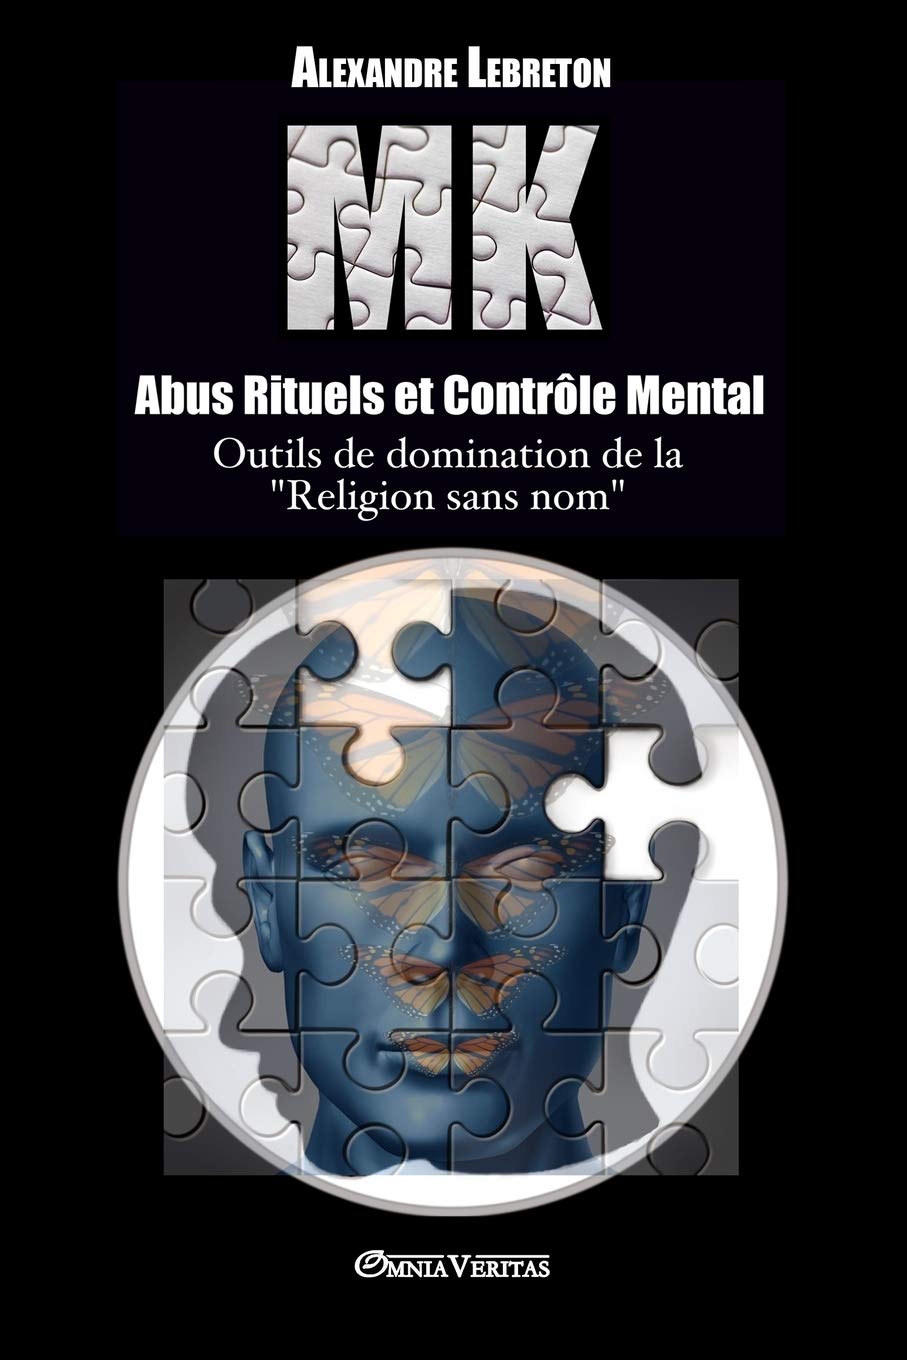 ALEXANDRE LEBRETON
MK
Abus Rituels et Contrôle Mental
Outils de domination de la
"Religion sans nom"
OMNIAVERITAS